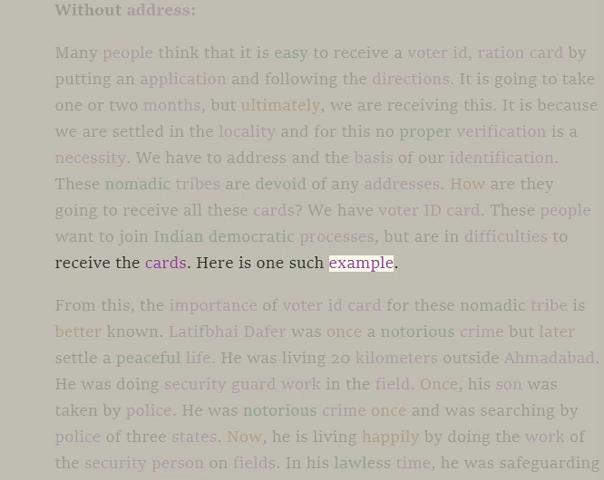 Without address:
Many people think that it is easy to receive a voter id, ration card by
putting an application and following the directions. It is going to take
one or two months, but ultimately, we are receiving this. It is because
we are settled in the locality and for this no proper verification is a
necessity. We have to address and the basis of our identification.
These nomadic tribes are devoid of any addresses. How are they
going to receive all these cards? We have voter ID card. These people
want to join Indian democratic processes, but are in difficulties to
receive the cards. Here is one such example.
From this, the importance of voter id card for these nomadic tribe is
better known. Latifbhai Dafer was once a notorious crime but later
settle a peaceful life. He was living 20 kilometers outside Ahmadabad.
He was doing security guard work in the field. Once, his son was
taken by police. He was notorious crime once and was searching by
police of three states. Now, he is living happily by doing the work of
the security person on fields. In his lawless time, he was safeguarding